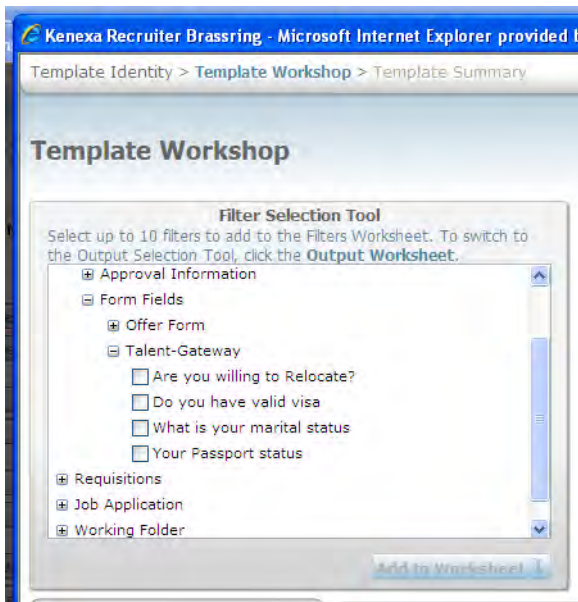 Kenexa Recruiter Brassring - Microsoft Internet Explorer provided
Template Identity > Template Workshop > Template Summary
Template Workshop
Filter Selection Tool
Select up to 10 filters to add to the Filters Worksheet. To switch to
the Output Selection Tool, click the Output Worksheet.
Approval Information
Form Fields
Offer Form
Talent-Gateway
Are you willing to Relocate?
Do you have valid visa
What is your marital status
Your Passport status
Requisitions
Job Application
Working Folder
Add to Worksheet